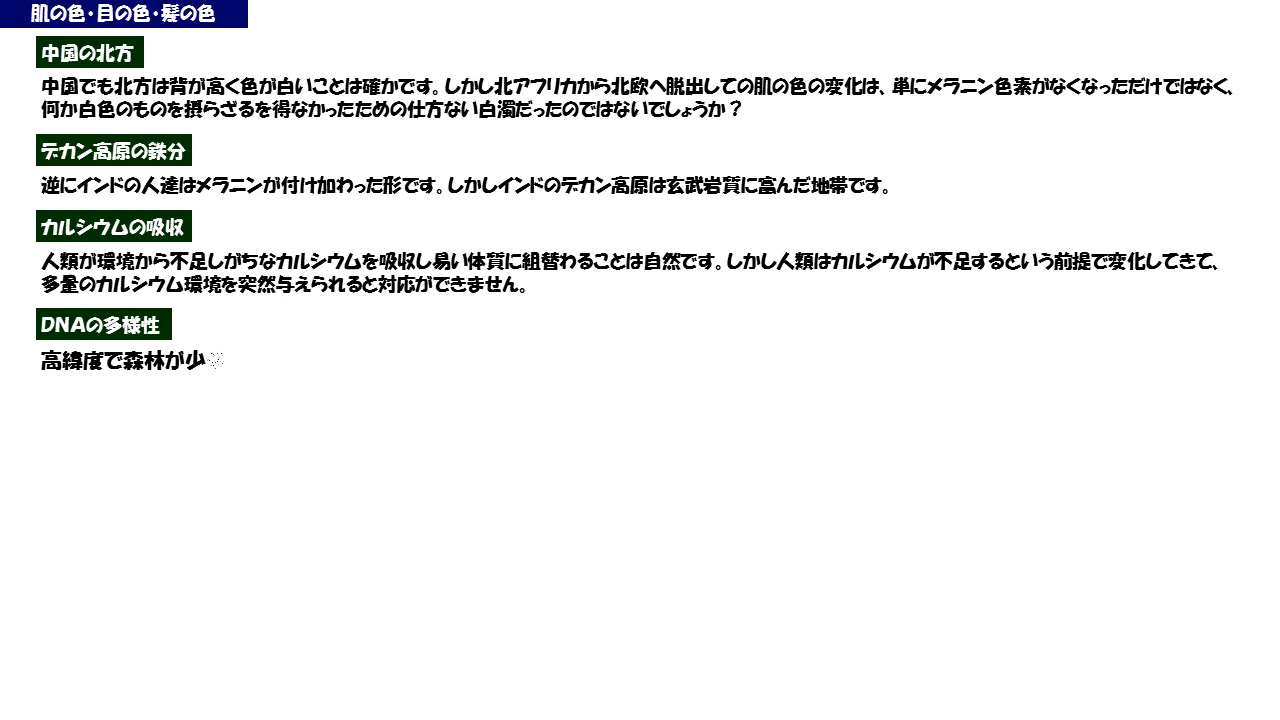 肌の色・目の色・髪の色
中国の北方
中国でも北方は背が高く色が白いことは確かです。しかし北アフリカから北欧へ脱出しての肌の色の変化は、単にメラニン色素がなくなっただけではなく、
何か白色のものを摂らざるを得なかったための仕方ない白濁だったのではないでしょうか？
デカン高原の鉄分
逆にインドの人達はメラニンが付け加わった形です。しかしインドのデカン高原は玄武岩質に富んだ地帯です。
カルシウムの吸収
人類が環境から不足しがちなカルシウムを吸収し易い体質に組替わることは自然です。しかし人類はカルシウムが不足するという前提で変化してきて、
多量のカルシウム環境を突然与えられると対応ができません。
DNAの多様性
高緯度で森林が少